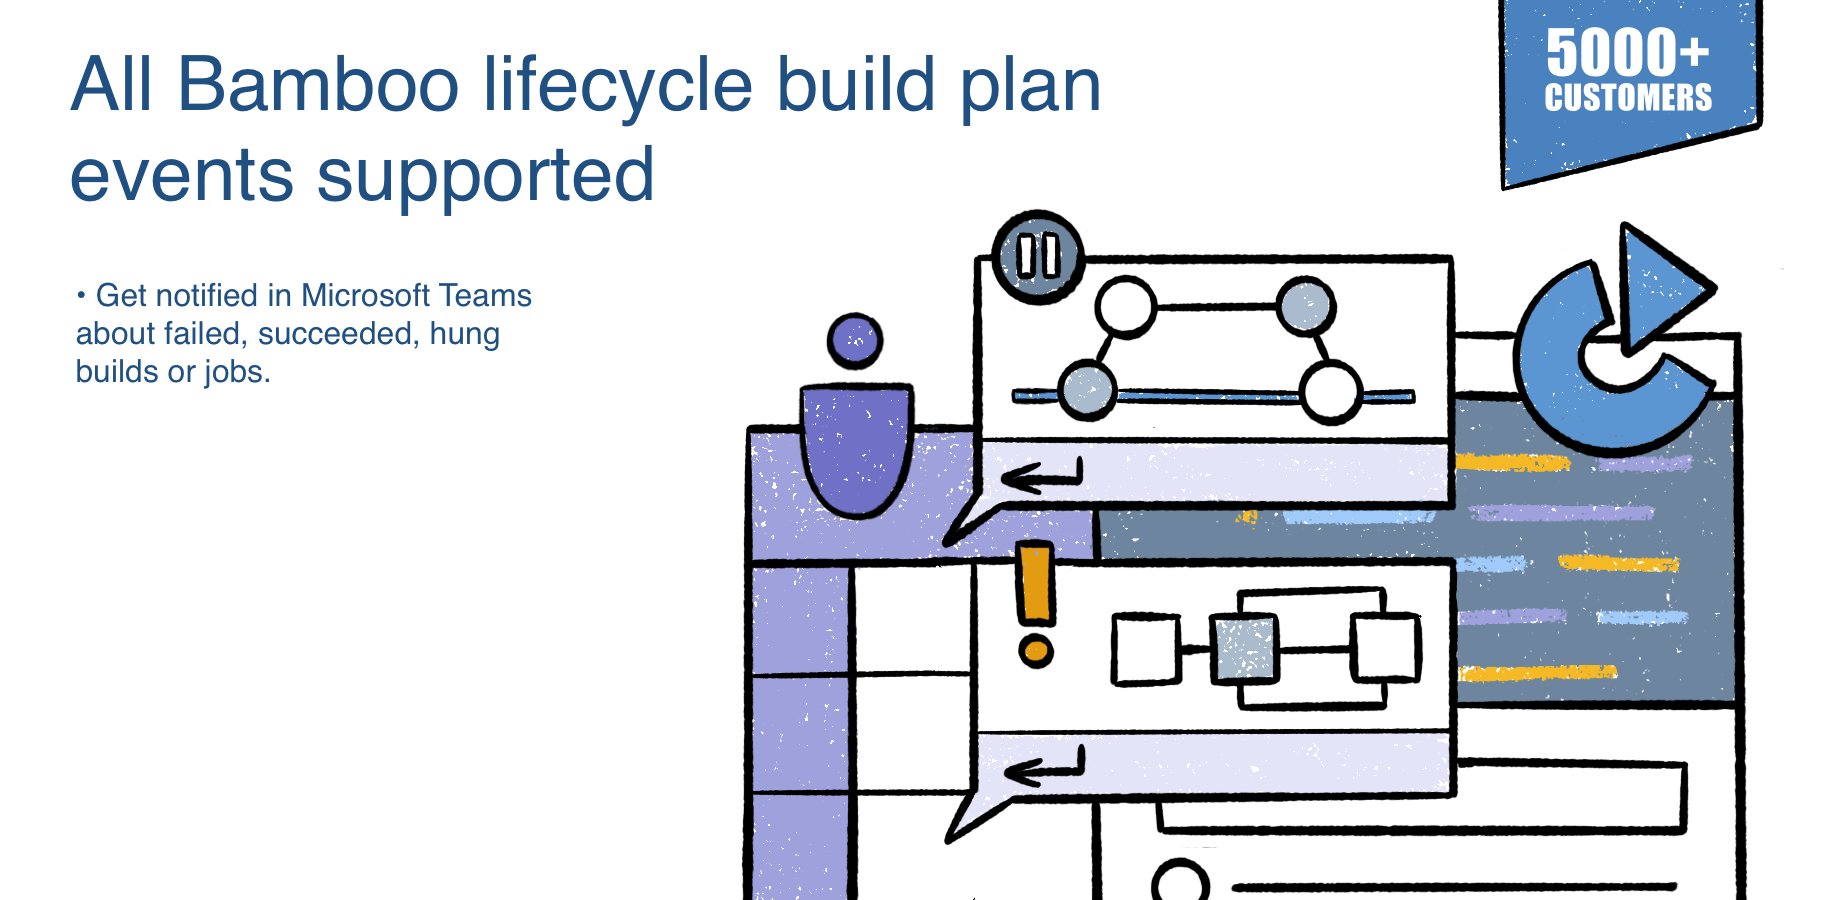 All Bamboo lifecycle build plan
events supported
5000+
CUSTOMERS
• Get notified in Microsoft Teams
about failed, succeeded, hung
builds or jobs.